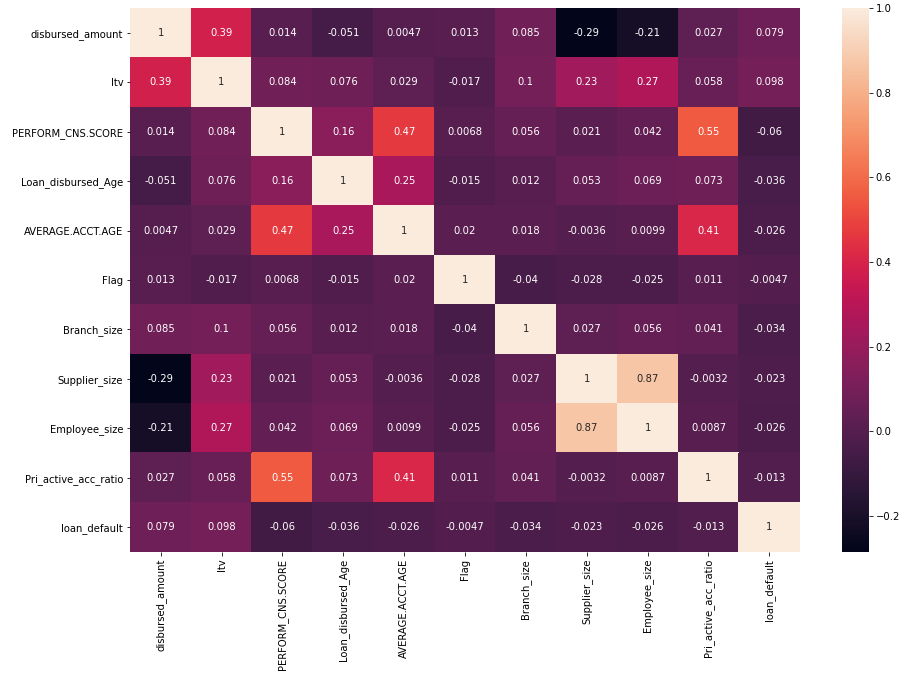 disbursed_amount 1 0.39 0.014 -0.051 0.0047 0.013 0.085 -0.29 -0.21 0.027 0.079
ltv 0.39 1 0.084 0.076 0.029 -0.017 0.1 0.23 0.27 0.058 0.098
PERFORM_CNS.SCORE 0.014 0.084 1 0.16 0.47 0.0068 0.056 0.021 0.042 0.55 -0.06
Loan_disbursed_Age -0.051 0.076 0.16 1 0.25 -0.015 0.012 0.053 0.069 0.073 -0.036
AVERAGE.ACCT.AGE 0.0047 0.029 0.47 0.25 1 0.02 0.018 -0.0036 0.0099 0.41 -0.026
Flag 0.013 -0.017 0.0068 -0.015 0.02 1 -0.04 -0.028 -0.025 0.011 -0.0047
Branch_size 0.085 0.1 0.056 0.012 0.018 -0.04 1 0.027 0.056 0.041 -0.034
Supplier_size -0.29 0.23 0.021 0.053 -0.0036 -0.028 0.027 1 0.87 -0.0032 -0.023
Employee_size -0.21 0.27 0.042 0.069 0.0099 -0.025 0.056 0.87 1 0.0087 -0.026
Pri_active_acc_ratio 0.027 0.058 0.55 0.073 0.41 0.011 0.041 -0.0032 0.0087 1 -0.013
loan_default 0.079 0.098 -0.06 -0.036 -0.026 -0.0047 -0.034 -0.023 -0.026 -0.013 1
disbursed_amount
ltv
PERFORM_CNS.SCORE
Loan_disbursed_Age
AVERAGE.ACCT.AGE
Flag
Branch_size
Supplier_size
Employee_size
Pri_active_acc_ratio
loan_default
1.0
0.8
0.6
0.4
0.2
0.0
−0.2